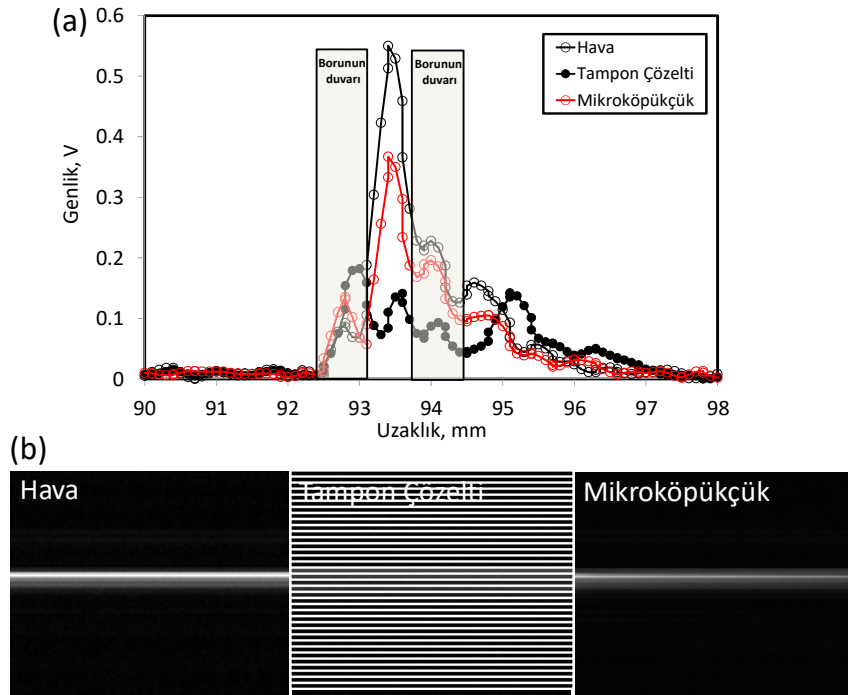 (a)
0.6
0.5
0.4
0.3
0.2
0.1
0
Genlik, V
Borunun
duvarı
Borunun
duvarı
Hava
Tampon Çözelti
Mikroköpükçük
90 91 92 93 94 95 96 97 98
Uzaklık, mm
(b)
Hava
Tampon Çözelti
Mikroköpükçük